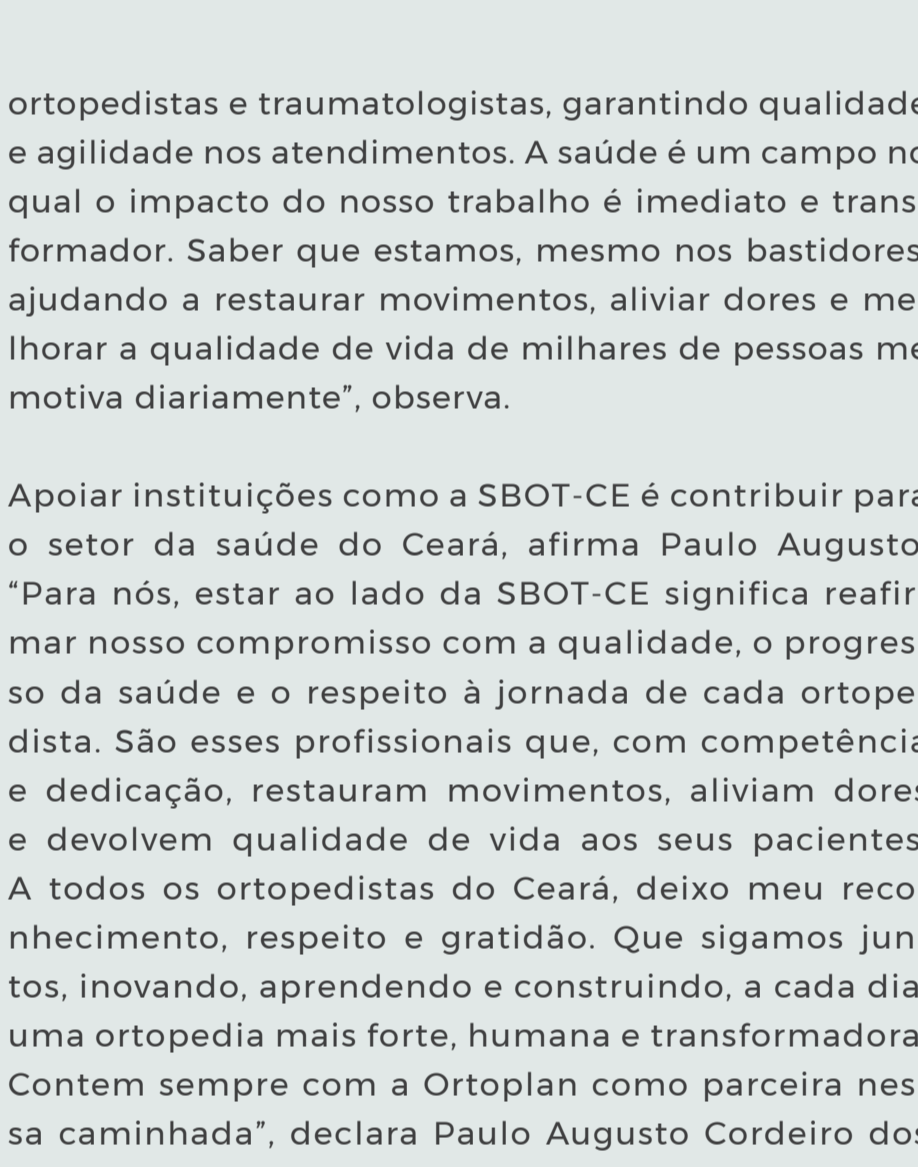 ortopedistas e traumatologistas, garantindo qualidade
e agilidade nos atendimentos. A saúde é um campo no
qual o impacto do nosso trabalho é imediato e trans-
formador. Saber que estamos, mesmo nos bastidores
ajudando a restaurar movimentos, aliviar dores e me-
lhorar a qualidade de vida de milhares de pessoas me
motiva diariamente”, observa.

Apoiar instituições como a SBOT-CE é contribuir para
o setor da saúde do Ceará, afirma Paulo Augusto
“Para nós, estar ao lado da SBOT-CE significa reafir-
mar nosso compromisso com a qualidade, o progres-
so da saúde e o respeito à jornada de cada ortope-
dista. São esses profissionais que, com competência
e dedicação, restauram movimentos, aliviam dores
e devolvem qualidade de vida aos seus pacientes
A todos os ortopedistas do Ceará, deixo meu reco-
nhecimento, respeito e gratidão. Que sigamos jun-
tos, inovando, aprendendo e construindo, a cada dia
uma ortopedia mais forte, humana e transformadora
Contem sempre com a Ortoplan como parceira nes-
sa caminhada”, declara Paulo Augusto Cordeiro dos